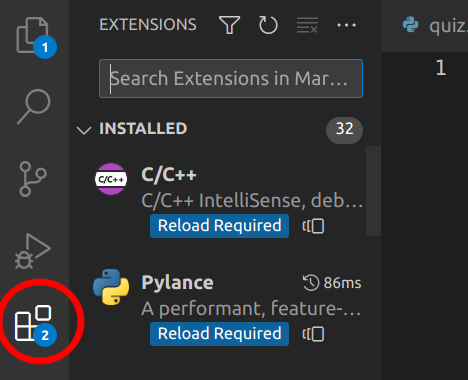 EXTENSIONS
quiz.
1
Search Extensions in Mar…
1
INSTALLED 32
C/C++
C/C++
C/C++ IntelliSense, deb…
Reload Required
Pylance 86ms
A performant, feature-…
Reload Required
2